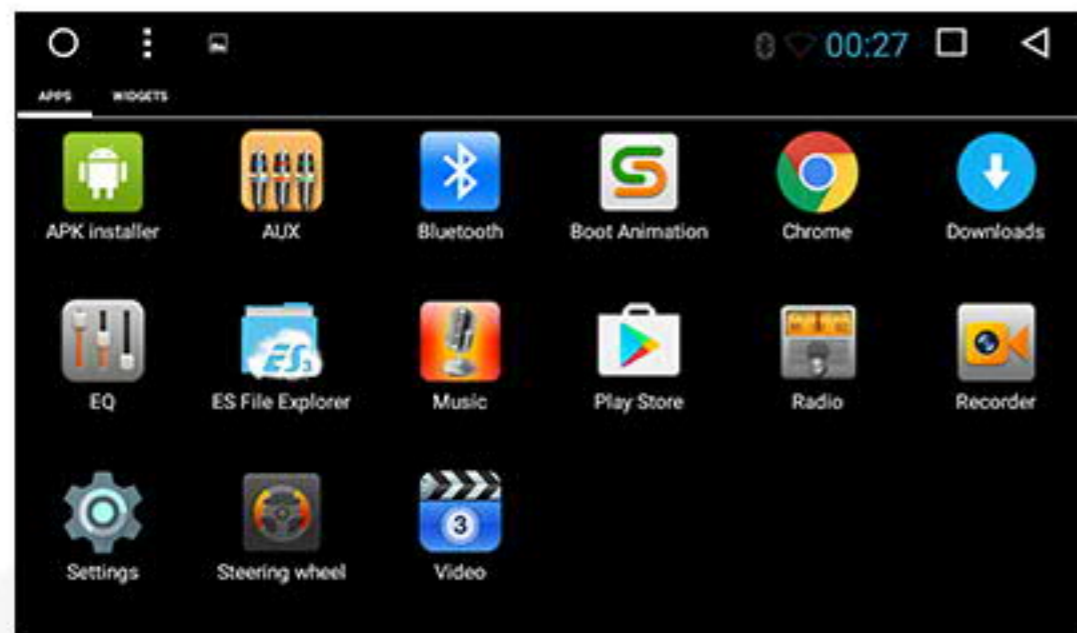 00:27
APPS WIDGETS
APK installer AUX Bluetooth Boot Animation Chrome Downloads
EQ ES File Explorer Music Play Store Radio Recorder
Settings Steering wheel Video